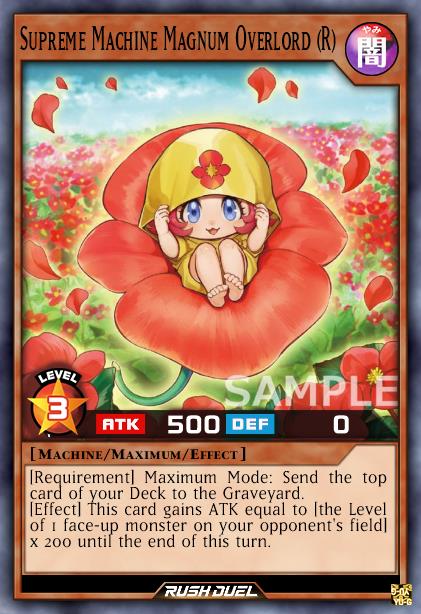 Supreme Machine Magnum Overlord (R)
やみ
闇
SAMPLE
LEVEL
3
ATK 500 DEF 0
[Machine/Maximum/Effect]
[Requirement] Maximum Mode: Send the top
card of your Deck to the Graveyard.
[Effect] This card gains ATK equal to [the Level
of 1 face-up monster on your opponent's field]
x 200 until the end of this turn.
RUSH DUEL